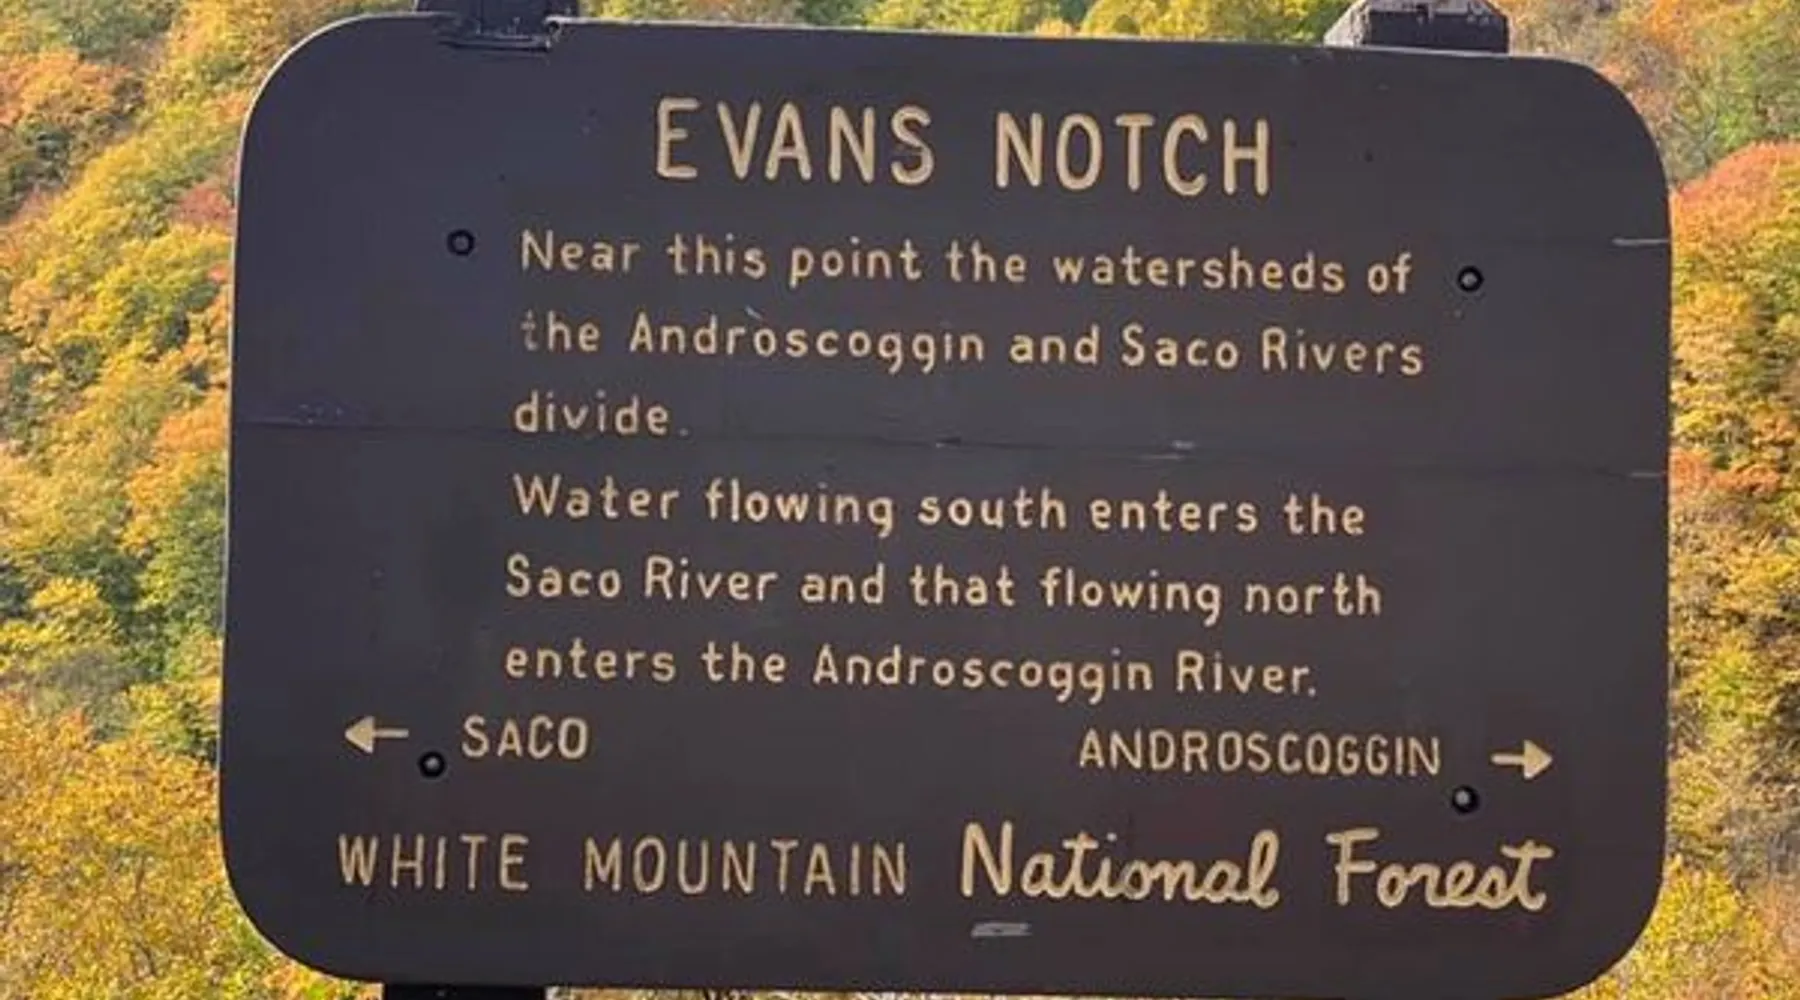 EVANS NOTCH
Near this point the watersheds of
the Androscoggin and Saco Rivers
divide.
Water flowing south enters the
Saco River and that flowing north
enters the Androscoggin River.
← SACO ANDROSCOGGIN →
WHITE MOUNTAIN National Forest